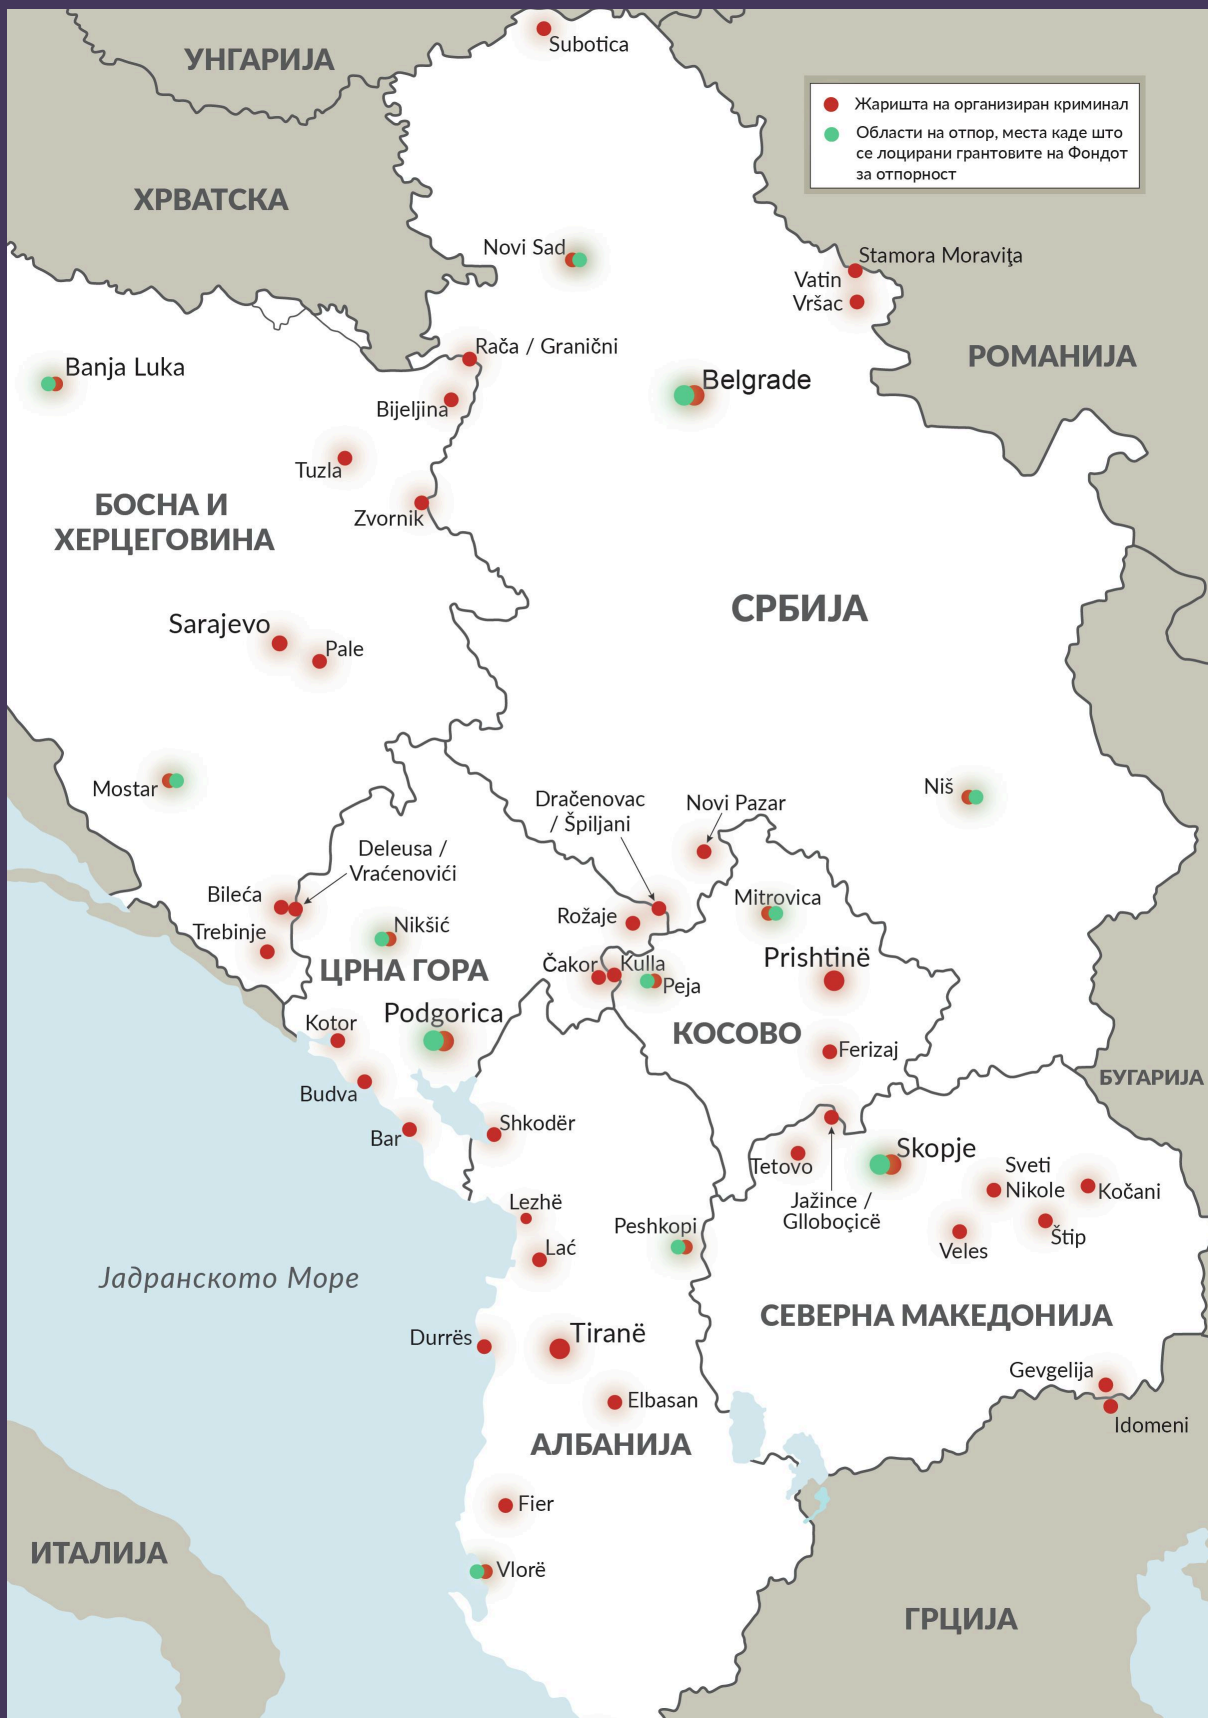 Subotica
УНГАРИЈА
Жаришта на организиран криминал
Области на отпор, места каде што
се лоцирани грантовите на Фондот
за отпорност
ХРВАТСКА
Novi Sad
Stamora Moravița
Vatin
Vršac
Rača / Granični
РОМАНИЈА
Banja Luka
Belgrade
Bijeljina
Tuzla
Zvornik
БОСНА И
ХЕРЦЕГОВИНА
СРБИЈА
Sarajevo
Pale
Mostar
Niš
Dračenovac
/ Špiljani
Novi Pazar
Deleusa /
Vraćenovići
Bileća
Mitrovica
Rožaje
Nikšić
Trebinje
Prishtinë
ЦРНА ГОРА
Čakor
Kulla
Peja
Podgorica
Kotor
КОСОВО
Ferizaj
БУГАРИЈА
Budva
Bar
Shkodër
Skopje
Tetovo
Sveti
Nikole
Kočani
Jažince /
Glloboçicë
Lezhë
Peshkopi
Štip
Veles
Lać
Јадранското Море
СЕВЕРНА МАКЕДОНИЈА
Durrës
Tiranë
Gevgelija
Elbasan
Idomeni
АЛБАНИЈА
Fier
ИТАЛИЈА
Vlorë
ГРЦИЈА